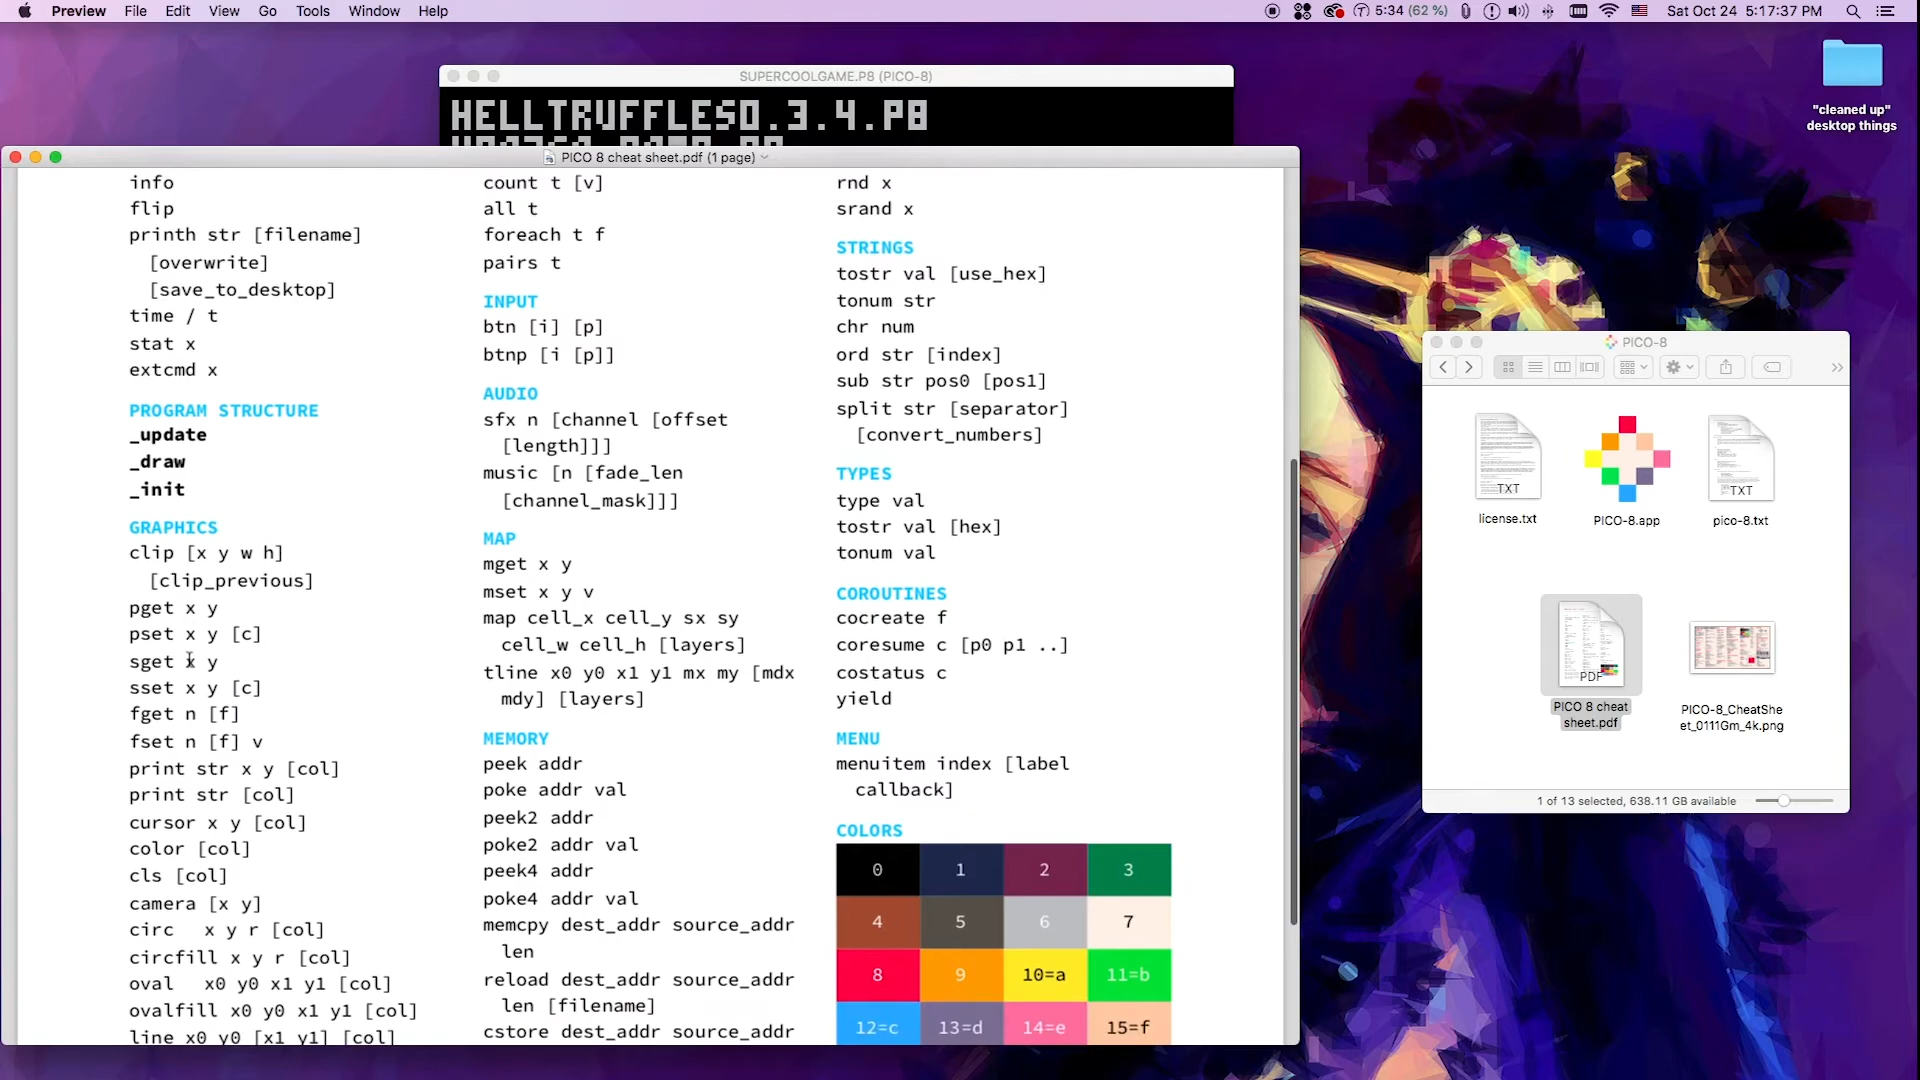 Preview File Edit View Go Tools Window Help
5:34 (62 %) Sat Oct 24 5:17:37 PM
"cleaned up"
desktop things
SUPERCOOLGAME.P8 (PICO-8)
HELLTRUFFLES0.3.4.P8
PICO 8 cheat sheet.pdf (1 page)
info
flip
printh str [filename]
[overwrite]
[save_to_desktop]
time / t
stat x
extcmd x
PROGRAM STRUCTURE
_update
_draw
_init
GRAPHICS
clip [x y w h]
[clip_previous]
pget x y
pset x y [c]
sget x y
sset x y [c]
fget n [f]
fset n [f] v
print str x y [col]
print str [col]
cursor x y [col]
color [col]
cls [col]
camera [x y]
circ x y r [col]
circfill x y r [col]
oval x0 y0 x1 y1 [col]
ovalfill x0 y0 x1 y1 [col]
line x0 y0 [x1 y1] [col]
count t [v]
all t
foreach t f
pairs t
INPUT
btn [i] [p]
btnp [i [p]]
AUDIO
sfx n [channel [offset
[length]]]
music [n [fade_len
[channel_mask]]]
MAP
mget x y
mset x y v
map cell_x cell_y sx sy
cell_w cell_h [layers]
tline x0 y0 x1 y1 mx my [mdx
mdy] [layers]
MEMORY
peek addr
poke addr val
peek2 addr
poke2 addr val
peek4 addr
poke4 addr val
memcpy dest_addr source_addr
len
reload dest_addr source_addr
len [filename]
cstore dest_addr source_addr
rnd x
srand x
STRINGS
tostr val [use_hex]
tonum str
chr num
ord str [index]
sub str pos0 [pos1]
split str [separator]
[convert_numbers]
TYPES
type val
tostr val [hex]
tonum val
COROUTINES
cocreate f
coresume c [p0 p1 ..]
costatus c
yield
MENU
menuitem index [label
callback]
COLORS
0 1 2 3
4 5 6 7
8 9 10=a 11=b
12=c 13=d 14=e 15=f
PICO-8
TXT
license.txt
PICO-8.app
TXT
pico-8.txt
PDF
PICO 8 cheat
sheet.pdf
PICO-8_CheatShe
et_0111Gm_4k.png
1 of 13 selected, 638.11 GB available